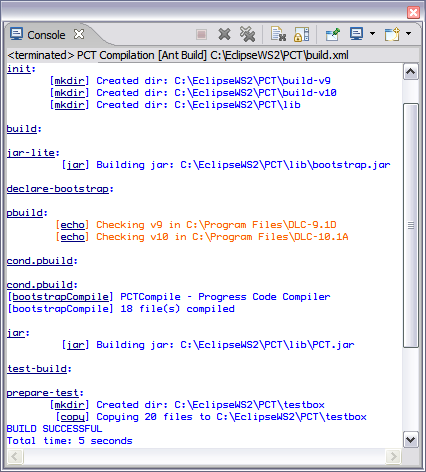 Console
<terminated> PCT Compilation [Ant Build] C:\EclipseWS2\PCT\build.xml
init:
[mkdir] Created dir: C:\EclipseWS2\PCT\build-v9
[mkdir] Created dir: C:\EclipseWS2\PCT\build-v10
[mkdir] Created dir: C:\EclipseWS2\PCT\lib
build:
jar-lite:
[jar] Building jar: C:\EclipseWS2\PCT\lib\bootstrap.jar
declare-bootstrap:
pbuild:
[echo] Checking v9 in C:\Program Files\DLC-9.1D
[echo] Checking v10 in C:\Program Files\DLC-10.1A
cond.pbuild:
cond.pbuild:
[bootstrapCompile] PCTCompile - Progress Code Compiler
[bootstrapCompile] 18 file(s) compiled
jar:
[jar] Building jar: C:\EclipseWS2\PCT\lib\PCT.jar
test-build:
prepare-test:
[mkdir] Created dir: C:\EclipseWS2\PCT\testbox
[copy] Copying 20 files to C:\EclipseWS2\PCT\testbox
BUILD SUCCESSFUL
Total time: 5 seconds